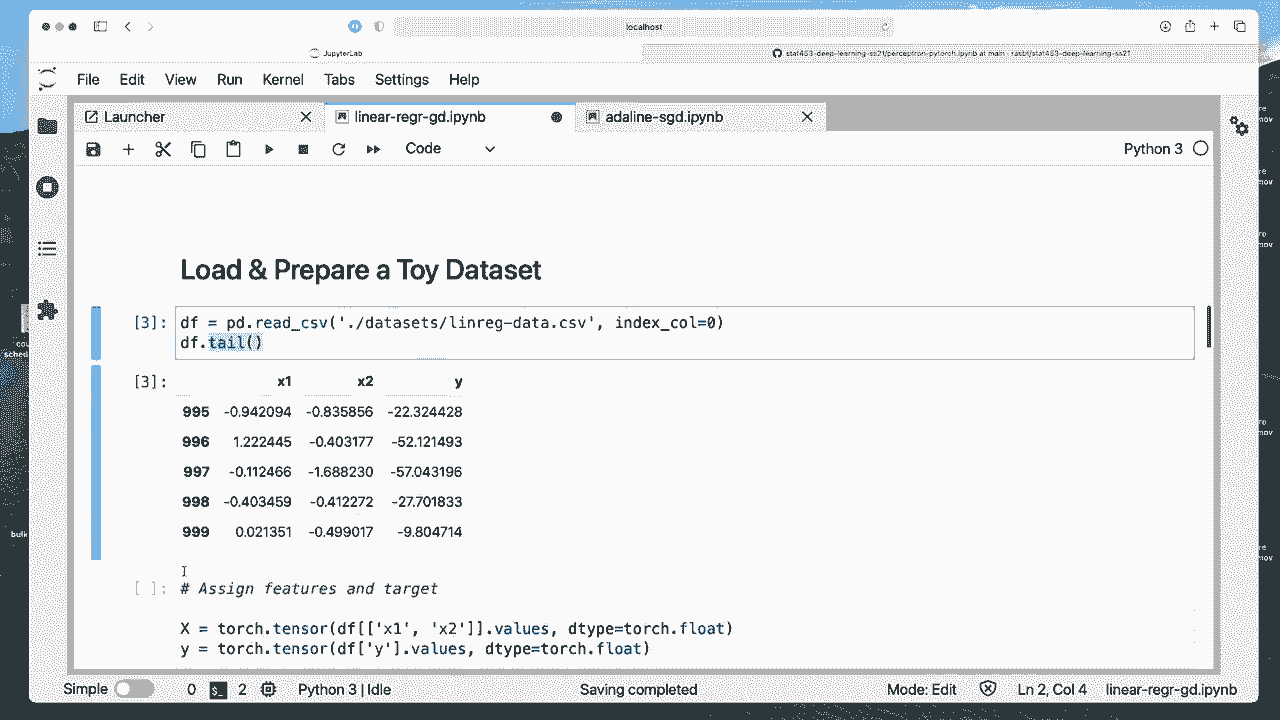 localhost
JupyterLab
stat453-deep-learning-ss21/perceptron-pytorch.ipynb at main · rasbt/stat453-deep-learning-ss21
File Edit View Run Kernel Tabs Settings Help
Launcher linear-regr-gd.ipynb adaline-sgd.ipynb
Code Python 3
Load & Prepare a Toy Dataset
[3]: df = pd.read_csv('./datasets/linreg-data.csv', index_col=0)
df.tail()
[3]: x1 x2 y
995 -0.942094 -0.835856 -22.324428
996 1.222445 -0.403177 -52.121493
997 -0.112466 -1.688230 -57.043196
998 -0.403459 -0.412272 -27.701833
999 0.021351 -0.499017 -9.804714
[ ]: # Assign features and target
X = torch.tensor(df[['x1', 'x2']].values, dtype=torch.float)
y = torch.tensor(df['y'].values, dtype=torch.float)
Simple 0 $_ 2 Python 3 | Idle Saving completed Mode: Edit Ln 2, Col 4 linear-regr-gd.ipynb